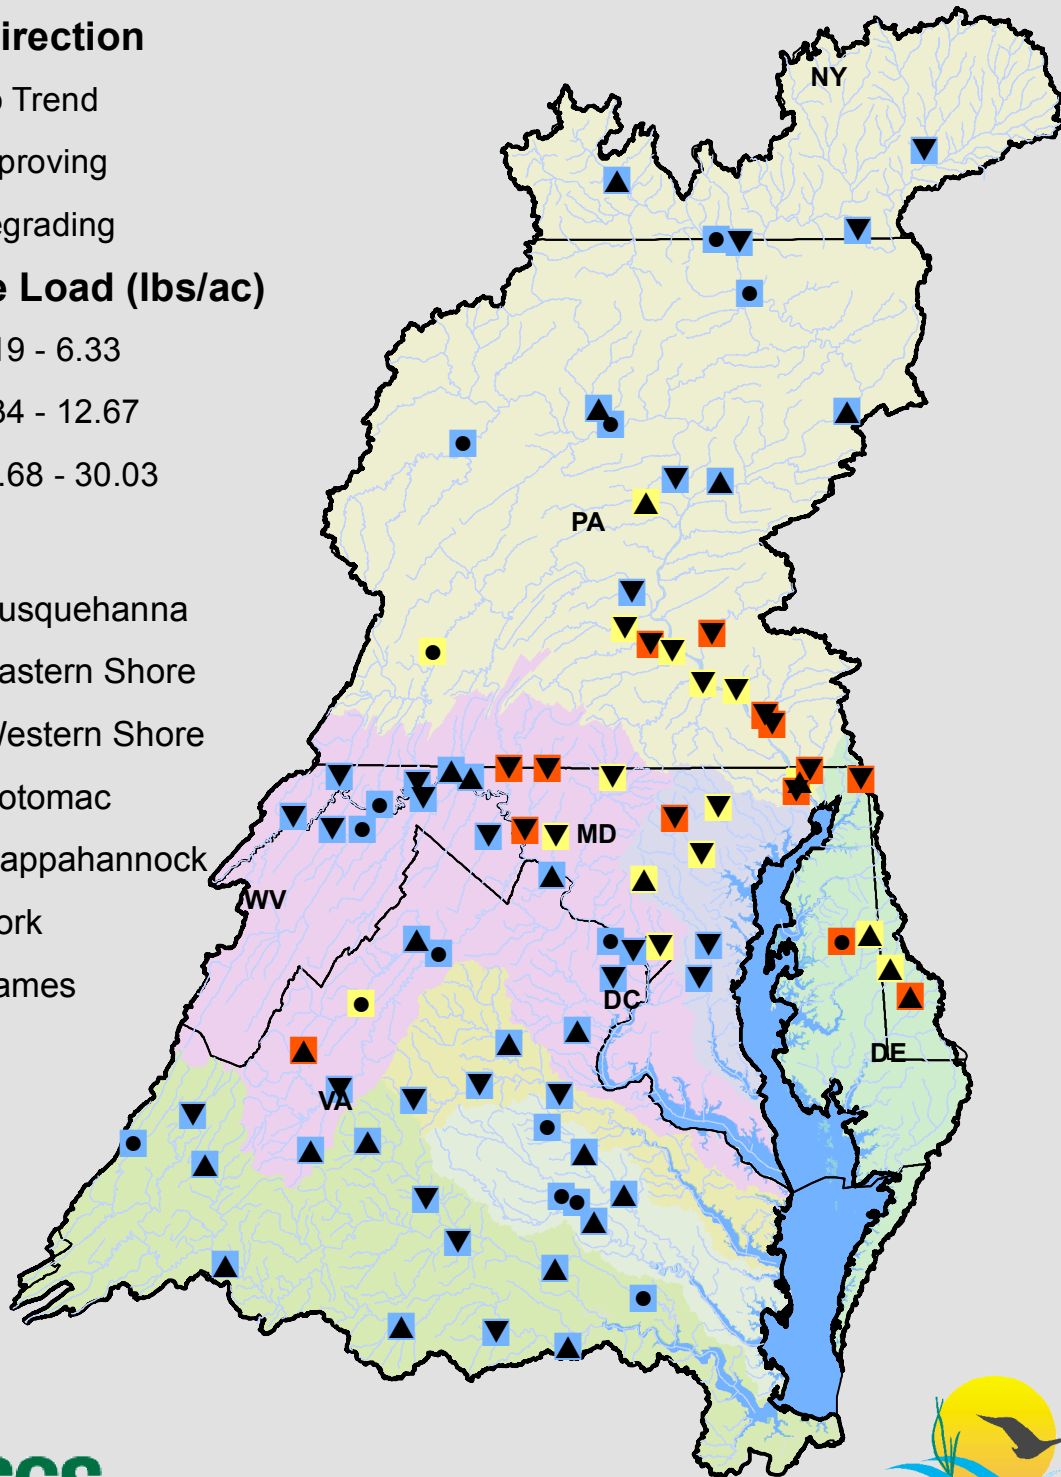 irection
Trend
proving
egrading
Load (lbs/ac)
19 - 6.33
34 - 12.67
.68 - 30.03
usquehanna
astern Shore
Western Shore
otomac
appahannock
ork
ames
NY
PA
MD
WV
DC
DE
VA